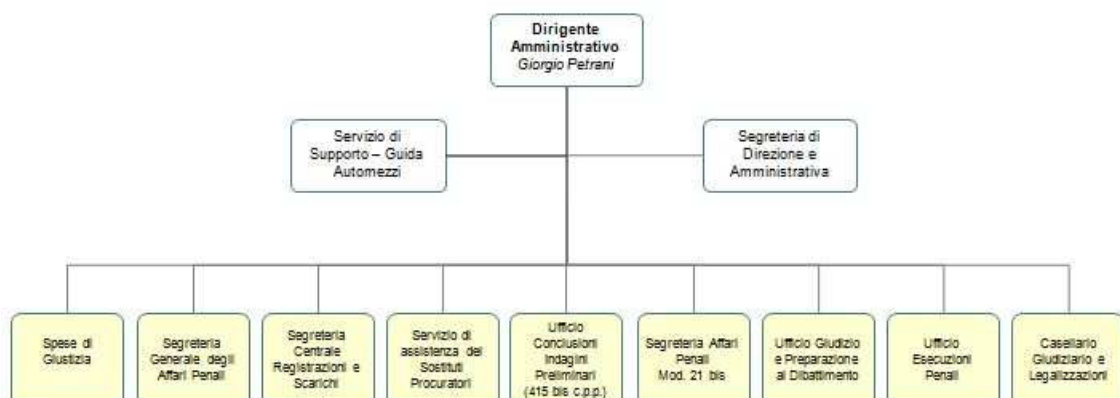 Dirigente
Amministrativo
Giorgio Petrani
Servizio di
Supporto – Guida
Automezzi
Segreteria di
Direzione e
Amministrativa
Spese di
Giustizia
Segreteria
Generale degli
Affari Penali
Segreteria
Centrale
Registrazioni e
Scarichi
Servizio di
assistenza dei
Sostituti
Procuratori
Ufficio
Conclusioni
Indagini
Preliminari
(415 bis c.p.p.)
Segreteria Affari
Penali
Mod. 21 bis
Ufficio Giudizio
e Preparazione
al Dibattimento
Ufficio
Esecuzioni
Penali
Casellario
Giudiziario e
Legalizzazioni